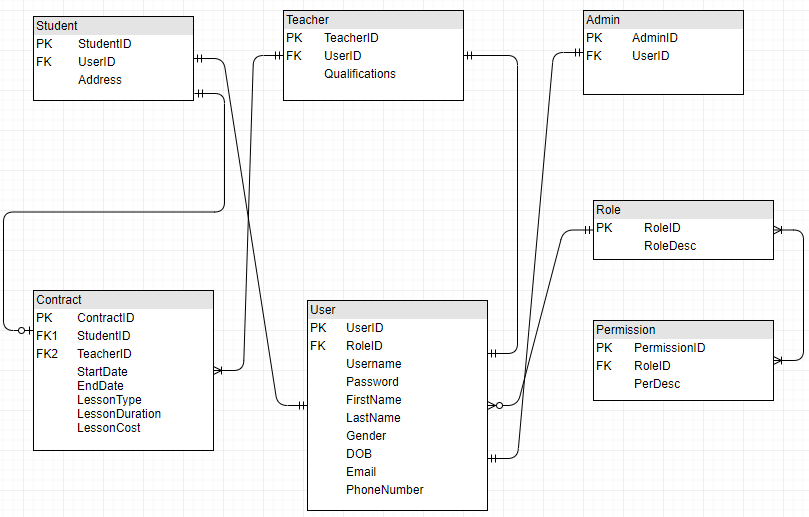 Student
PK StudentID
FK UserID
Address
Teacher
PK TeacherID
FK UserID
Qualifications
Admin
PK AdminID
FK UserID
Role
PK RoleID
RoleDesc
Contract
PK ContractID
FK1 StudentID
FK2 TeacherID
StartDate
EndDate
LessonType
LessonDuration
LessonCost
User
PK UserID
FK RoleID
Username
Password
FirstName
LastName
Gender
DOB
Email
PhoneNumber
Permission
PK PermissionID
FK RoleID
PerDesc